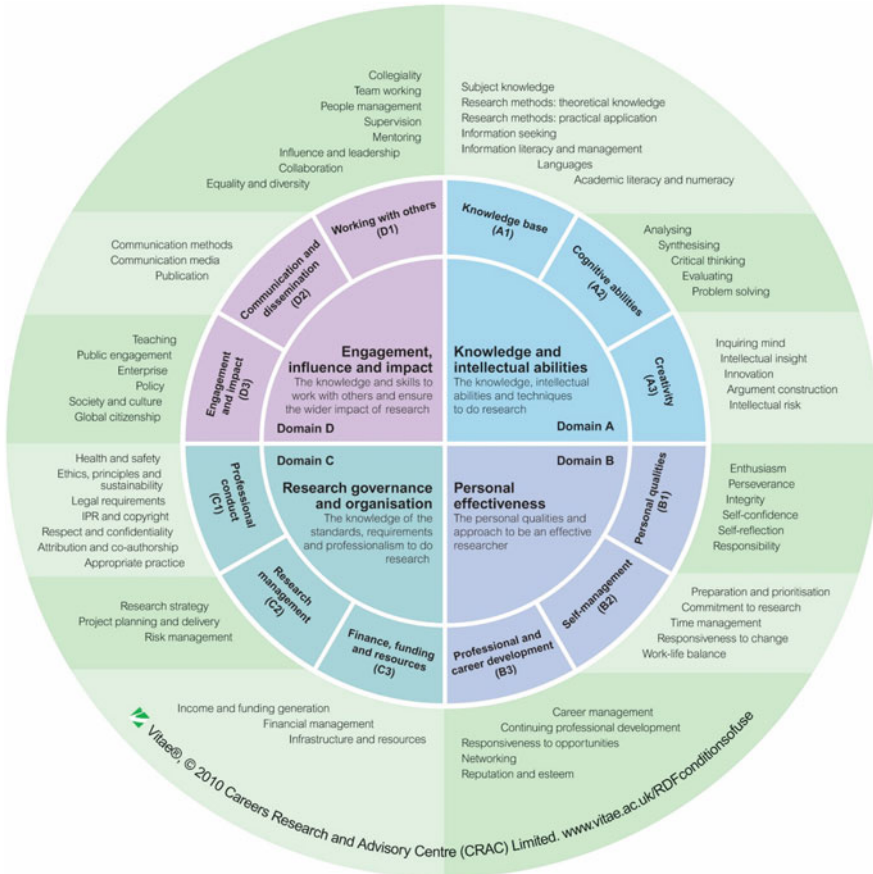 Collegiality
Team working
People management
Supervision
Mentoring
Influence and leadership
Collaboration
Equality and diversity
Subject knowledge
Research methods: theoretical knowledge
Research methods: practical application
Information seeking
Information literacy and management
Languages
Academic literacy and numeracy
Working with others
(D1)
Knowledge base
(A1)
Communication methods
Communication media
Publication
Communication and
dissemination
(D2)
Cognitive abilities
(A2)
Analysing
Synthesising
Critical thinking
Evaluating
Problem solving
Teaching
Public engagement
Enterprise
Policy
Society and culture
Global citizenship
Engagement
and impact
(D3)
Engagement,
influence and impact
The knowledge and skills to
work with others and ensure
the wider impact of research
Domain D
Knowledge and
intellectual abilities
The knowledge, intellectual
abilities and techniques
to do research
Domain A
Creativity
(A3)
Inquiring mind
Intellectual insight
Innovation
Argument construction
Intellectual risk
Health and safety
Ethics, principles and
sustainability
Legal requirements
IPR and copyright
Respect and confidentiality
Attribution and co-authorship
Appropriate practice
Professional
conduct
(C1)
Domain C
Research governance
and organisation
The knowledge of the
standards, requirements
and professionalism to do
research
Domain B
Personal
effectiveness
The personal qualities and
approach to be an effective
researcher
Personal qualities
(B1)
Enthusiasm
Perseverance
Integrity
Self-confidence
Self-reflection
Responsibility
Research strategy
Project planning and delivery
Risk management
Research
management
(C2)
Finance, funding
and resources
(C3)
Professional and
career development
(B3)
Self-management
(B2)
Preparation and prioritisation
Commitment to research
Time management
Responsiveness to change
Work-life balance
Income and funding generation
Financial management
Infrastructure and resources
Career management
Continuing professional development
Responsiveness to opportunities
Networking
Reputation and esteem
Vitae®, © 2010 Careers Research and Advisory Centre (CRAC) Limited. www.vitae.ac.uk/RDFconditionsofuse